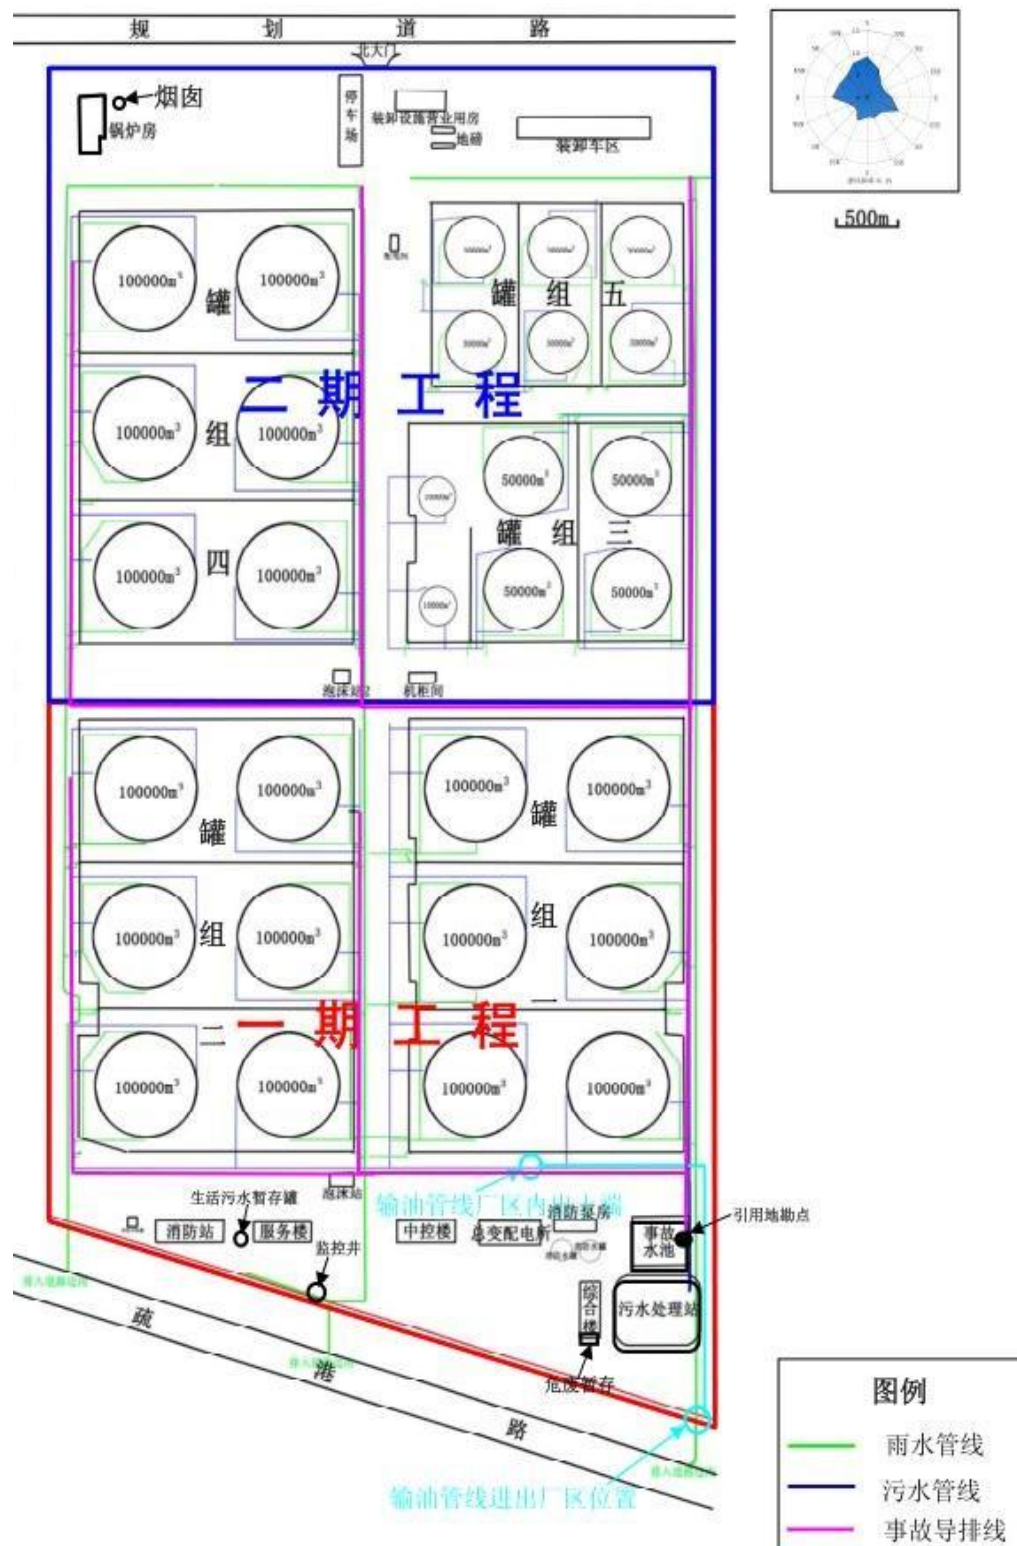 规 划 道 路
北大门
烟囱
锅炉房
停车场
装卸设施营业用房
地磅
装卸车区
500m
100000m³ 100000m³
罐
罐 组 五
100000m³ 100000m³
组
二期工程
50000m³ 50000m³
罐 组 三
100000m³ 100000m³
四
50000m³ 50000m³
泡沫站2
机柜间
100000m³ 100000m³ 100000m³ 100000m³
罐 罐
100000m³ 100000m³ 100000m³ 100000m³
组 组
一期工程
二 一
100000m³ 100000m³ 100000m³ 100000m³
泡沫站
输油管线厂区内出土端
生活污水暂存罐
消防站
服务楼
中控楼
总变配电所
消防泵房
消防水罐
消防水罐
事故水池
引用地勘点
监控井
综合楼
污水处理站
危废暂存
疏 港 路
输油管线进出厂区位置
图例
雨水管线
污水管线
事故导排线